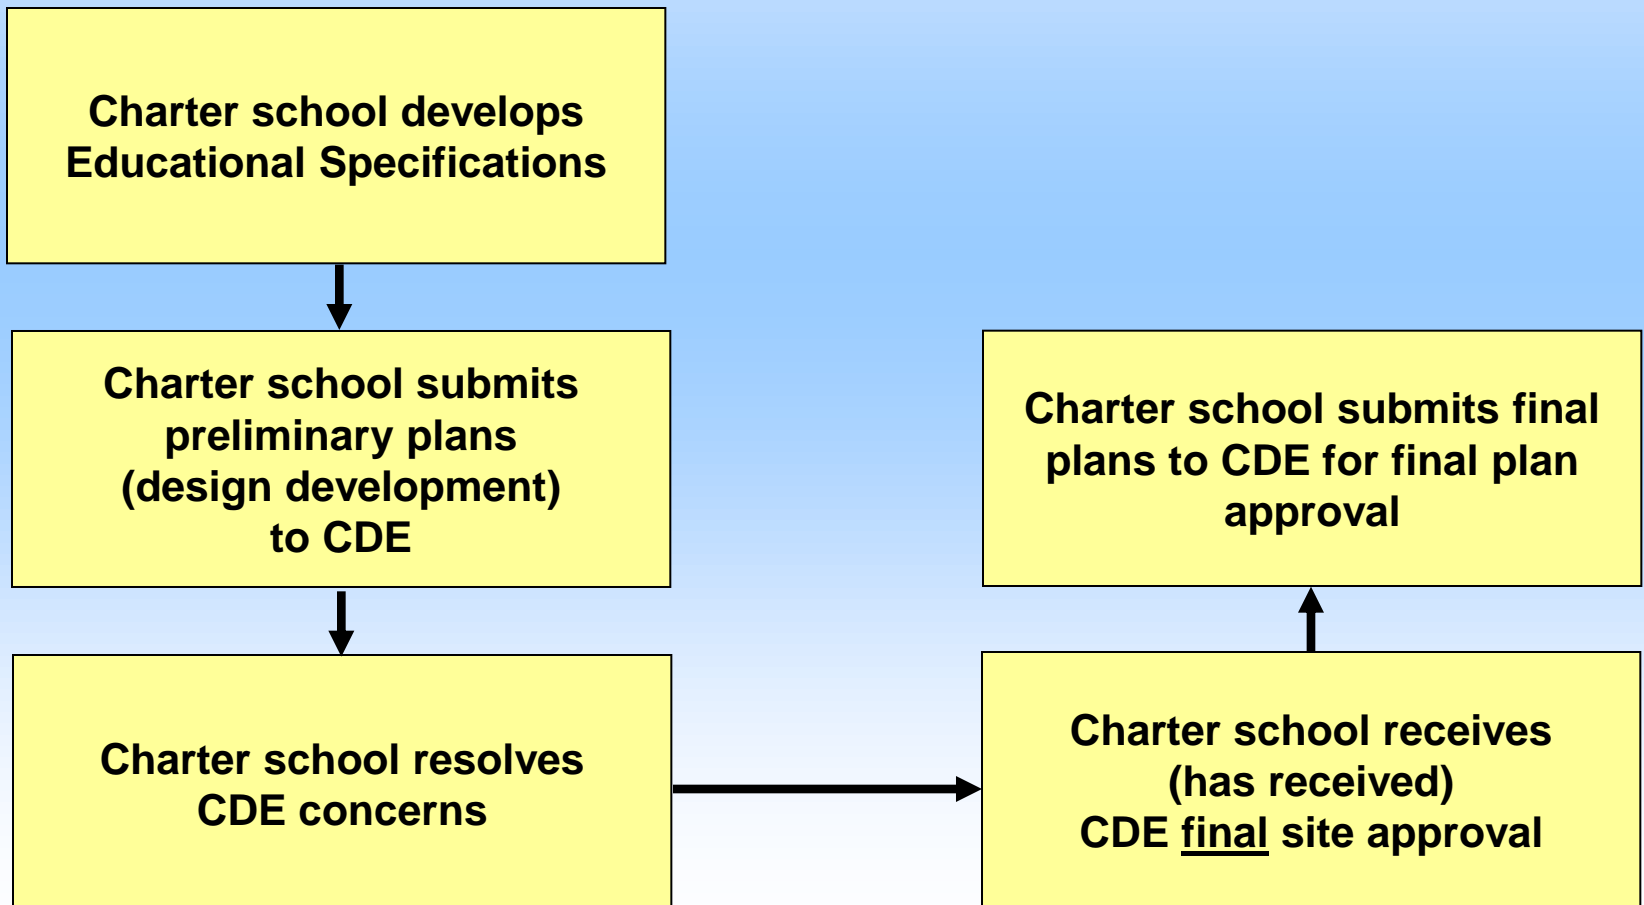 Charter school develops
Educational Specifications
Charter school submits
preliminary plans
(design development)
to CDE
Charter school resolves
CDE concerns
Charter school receives
(has received)
CDE final site approval
Charter school submits final
plans to CDE for final plan
approval